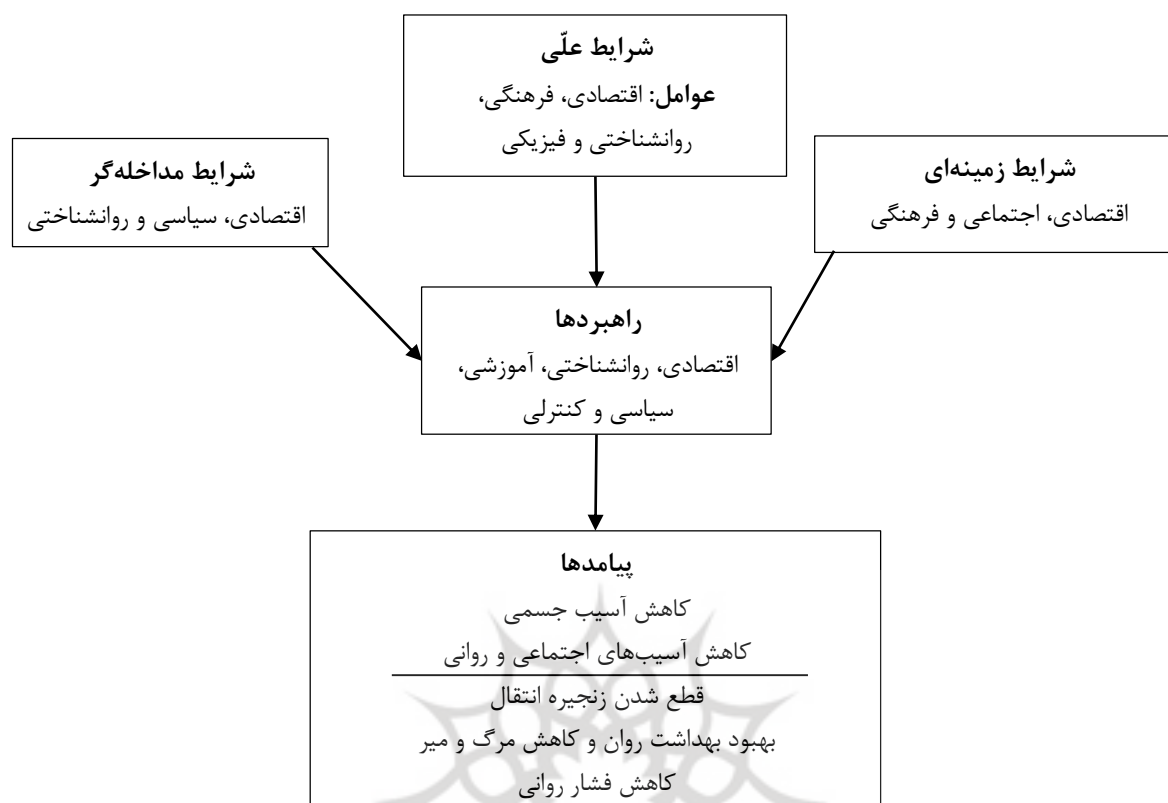 شرایط علّی
عوامل: اقتصادی، فرهنگی،
روانشناختی و فیزیکی
شرایط زمینه‌ای
اقتصادی، اجتماعی و فرهنگی
شرایط مداخله‌گر
اقتصادی، سیاسی و روانشناختی
راهبردها
اقتصادی، روانشناختی، آموزشی،
سیاسی و کنترلی
پیامدها
کاهش آسیب جسمی
کاهش آسیب‌های اجتماعی و روانی
قطع شدن زنجیره انتقال
بهبود بهداشت روان و کاهش مرگ و میر
کاهش فشار روانی